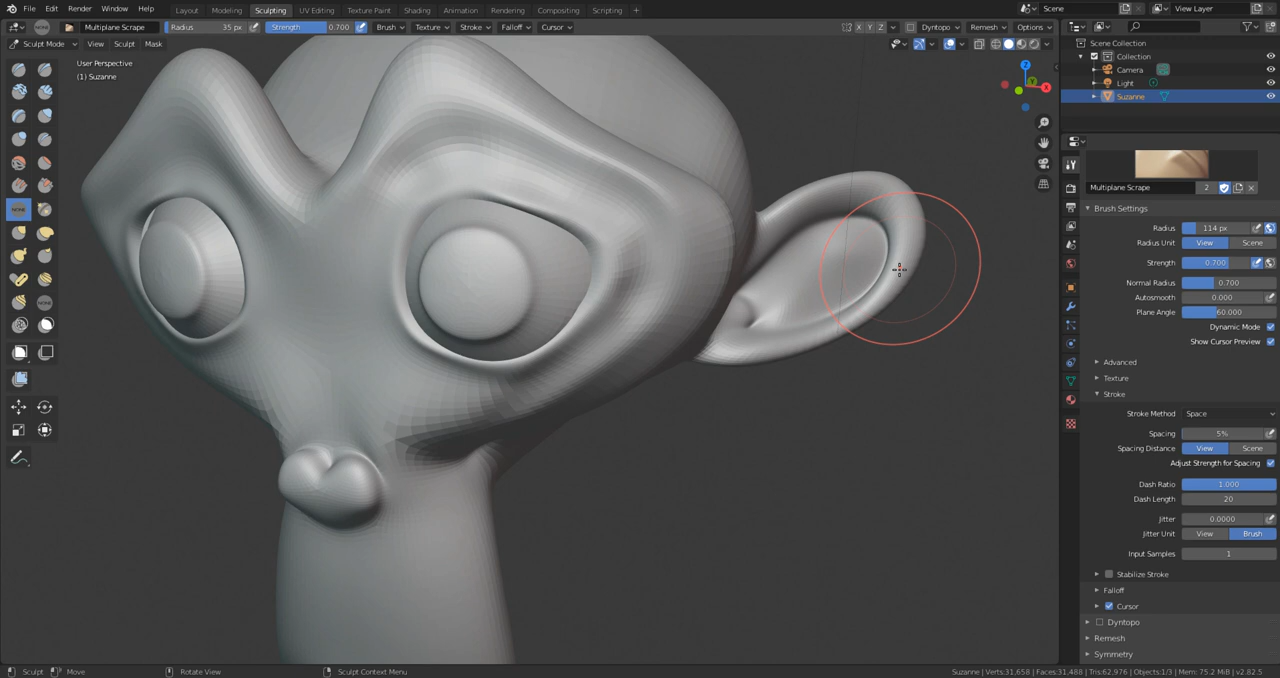 File Edit Render Window Help Layout Modeling Sculpting UV Editing Texture Paint Shading Animation Rendering Compositing Scripting + Scene View Layer
NONE Multiplane Scrape Radius 35 px Strength 0.700 Brush Texture Stroke Falloff Cursor X Y Z Dyntopo Remesh Options
Sculpt Mode View Sculpt Mask
Scene Collection
Collection
Camera
Light
Suzanne
User Perspective
(1) Suzanne
Z
Y
X
NONE
NONE
Multiplane Scrape 2
Brush Settings
Radius 114 px
Radius Unit View Scene
Strength 0.700
Normal Radius 0.700
Autosmooth 0.000
Plane Angle 60.000
Dynamic Mode
Show Cursor Preview
Advanced
Texture
Stroke
Stroke Method Space
Spacing 5%
Spacing Distance View Scene
Adjust Strength for Spacing
Dash Ratio 1.000
Dash Length 20
Jitter 0.0000
Jitter Unit View Brush
Input Samples 1
Stabilize Stroke
Falloff
Cursor
Dyntopo
Remesh
Symmetry
Sculpt Move Rotate View Sculpt Context Menu Suzanne | Verts:31,658 | Faces:31,488 | Tris:62,976 | Objects:1/3 | Mem: 75.2 MiB | v2.82.5